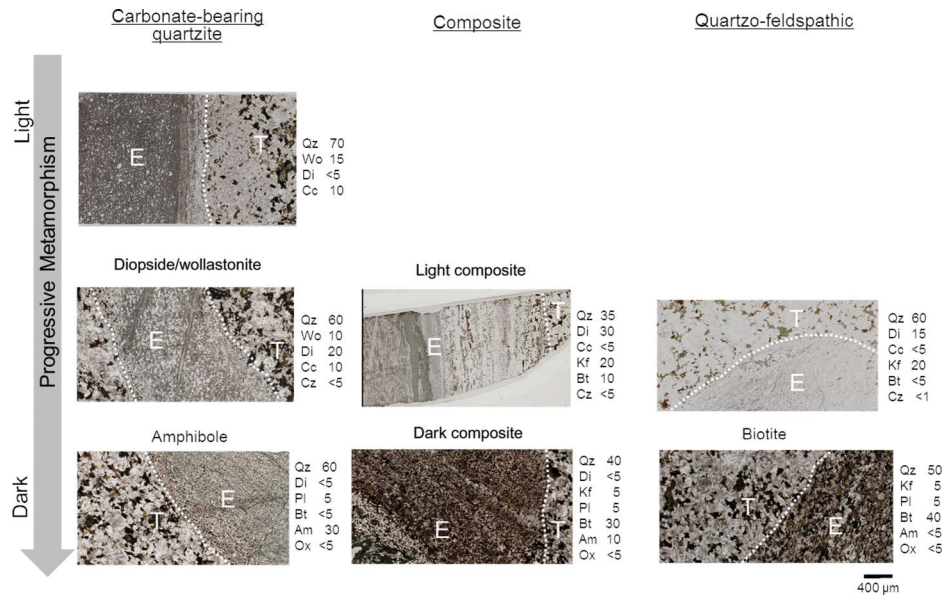 Carbonate-bearing
quartzite
Composite
Quartzo-feldspathic
Light
Progressive Metamorphism
Dark
E
T
Qz 70
Wo 15
Di <5
Cc 10
Diopside/wollastonite
E
T
Qz 60
Wo 10
Di 20
Cc 10
Cz <5
Light composite
E
T
Qz 35
Di 30
Cc <5
Kf 20
Bt 10
Cz <5
T
E
Qz 60
Di 15
Cc <5
Kf 20
Bt <5
Cz <1
Amphibole
T
E
Qz 60
Di <5
Pl 5
Bt <5
Am 30
Ox <5
Dark composite
E
T
Qz 40
Di <5
Kf 5
Pl 5
Bt 30
Am 10
Ox <5
Biotite
T
E
Qz 50
Kf 5
Pl 5
Bt 40
Am <5
Ox <5
400 µm